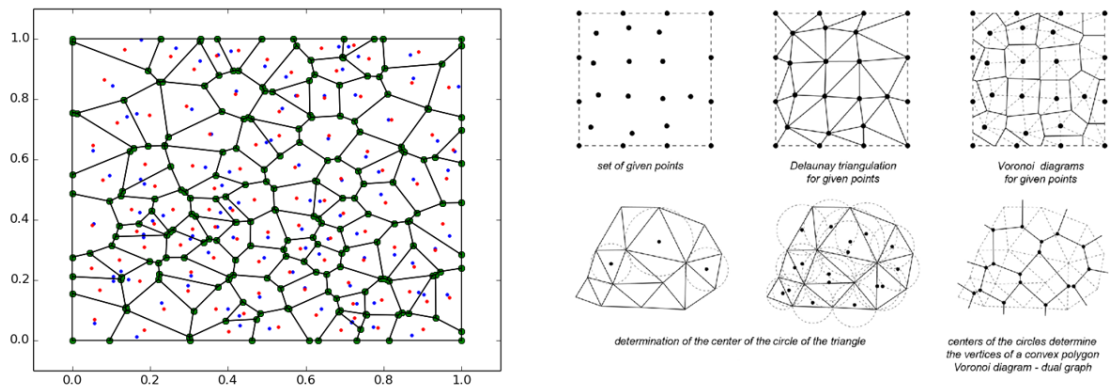 1.0
0.8
0.6
0.4
0.2
0.0
0.0 0.2 0.4 0.6 0.8 1.0
set of given points
Delaunay triangulation
for given points
Voronoi diagrams
for given points
determination of the center of the circle of the triangle
centers of the circles determine
the vertices of a convex polygon
Voronoi diagram - dual graph